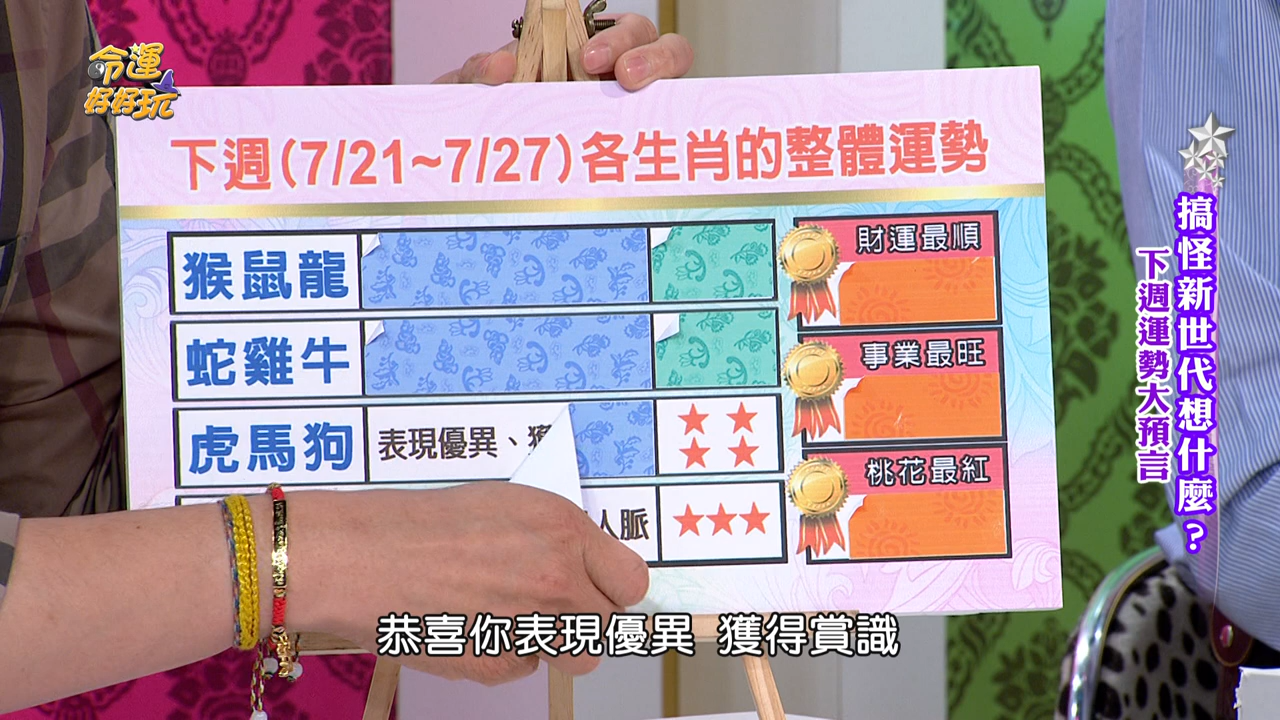 命運
好好玩
下週(7/21~7/27)各生肖的整體運勢
猴鼠龍
蛇雞牛
虎馬狗
表現優異、獲
人脈
財運最順
事業最旺
桃花最紅
搞怪新世代想什麼?
下週運勢大預言
恭喜你表現優異 獲得賞識